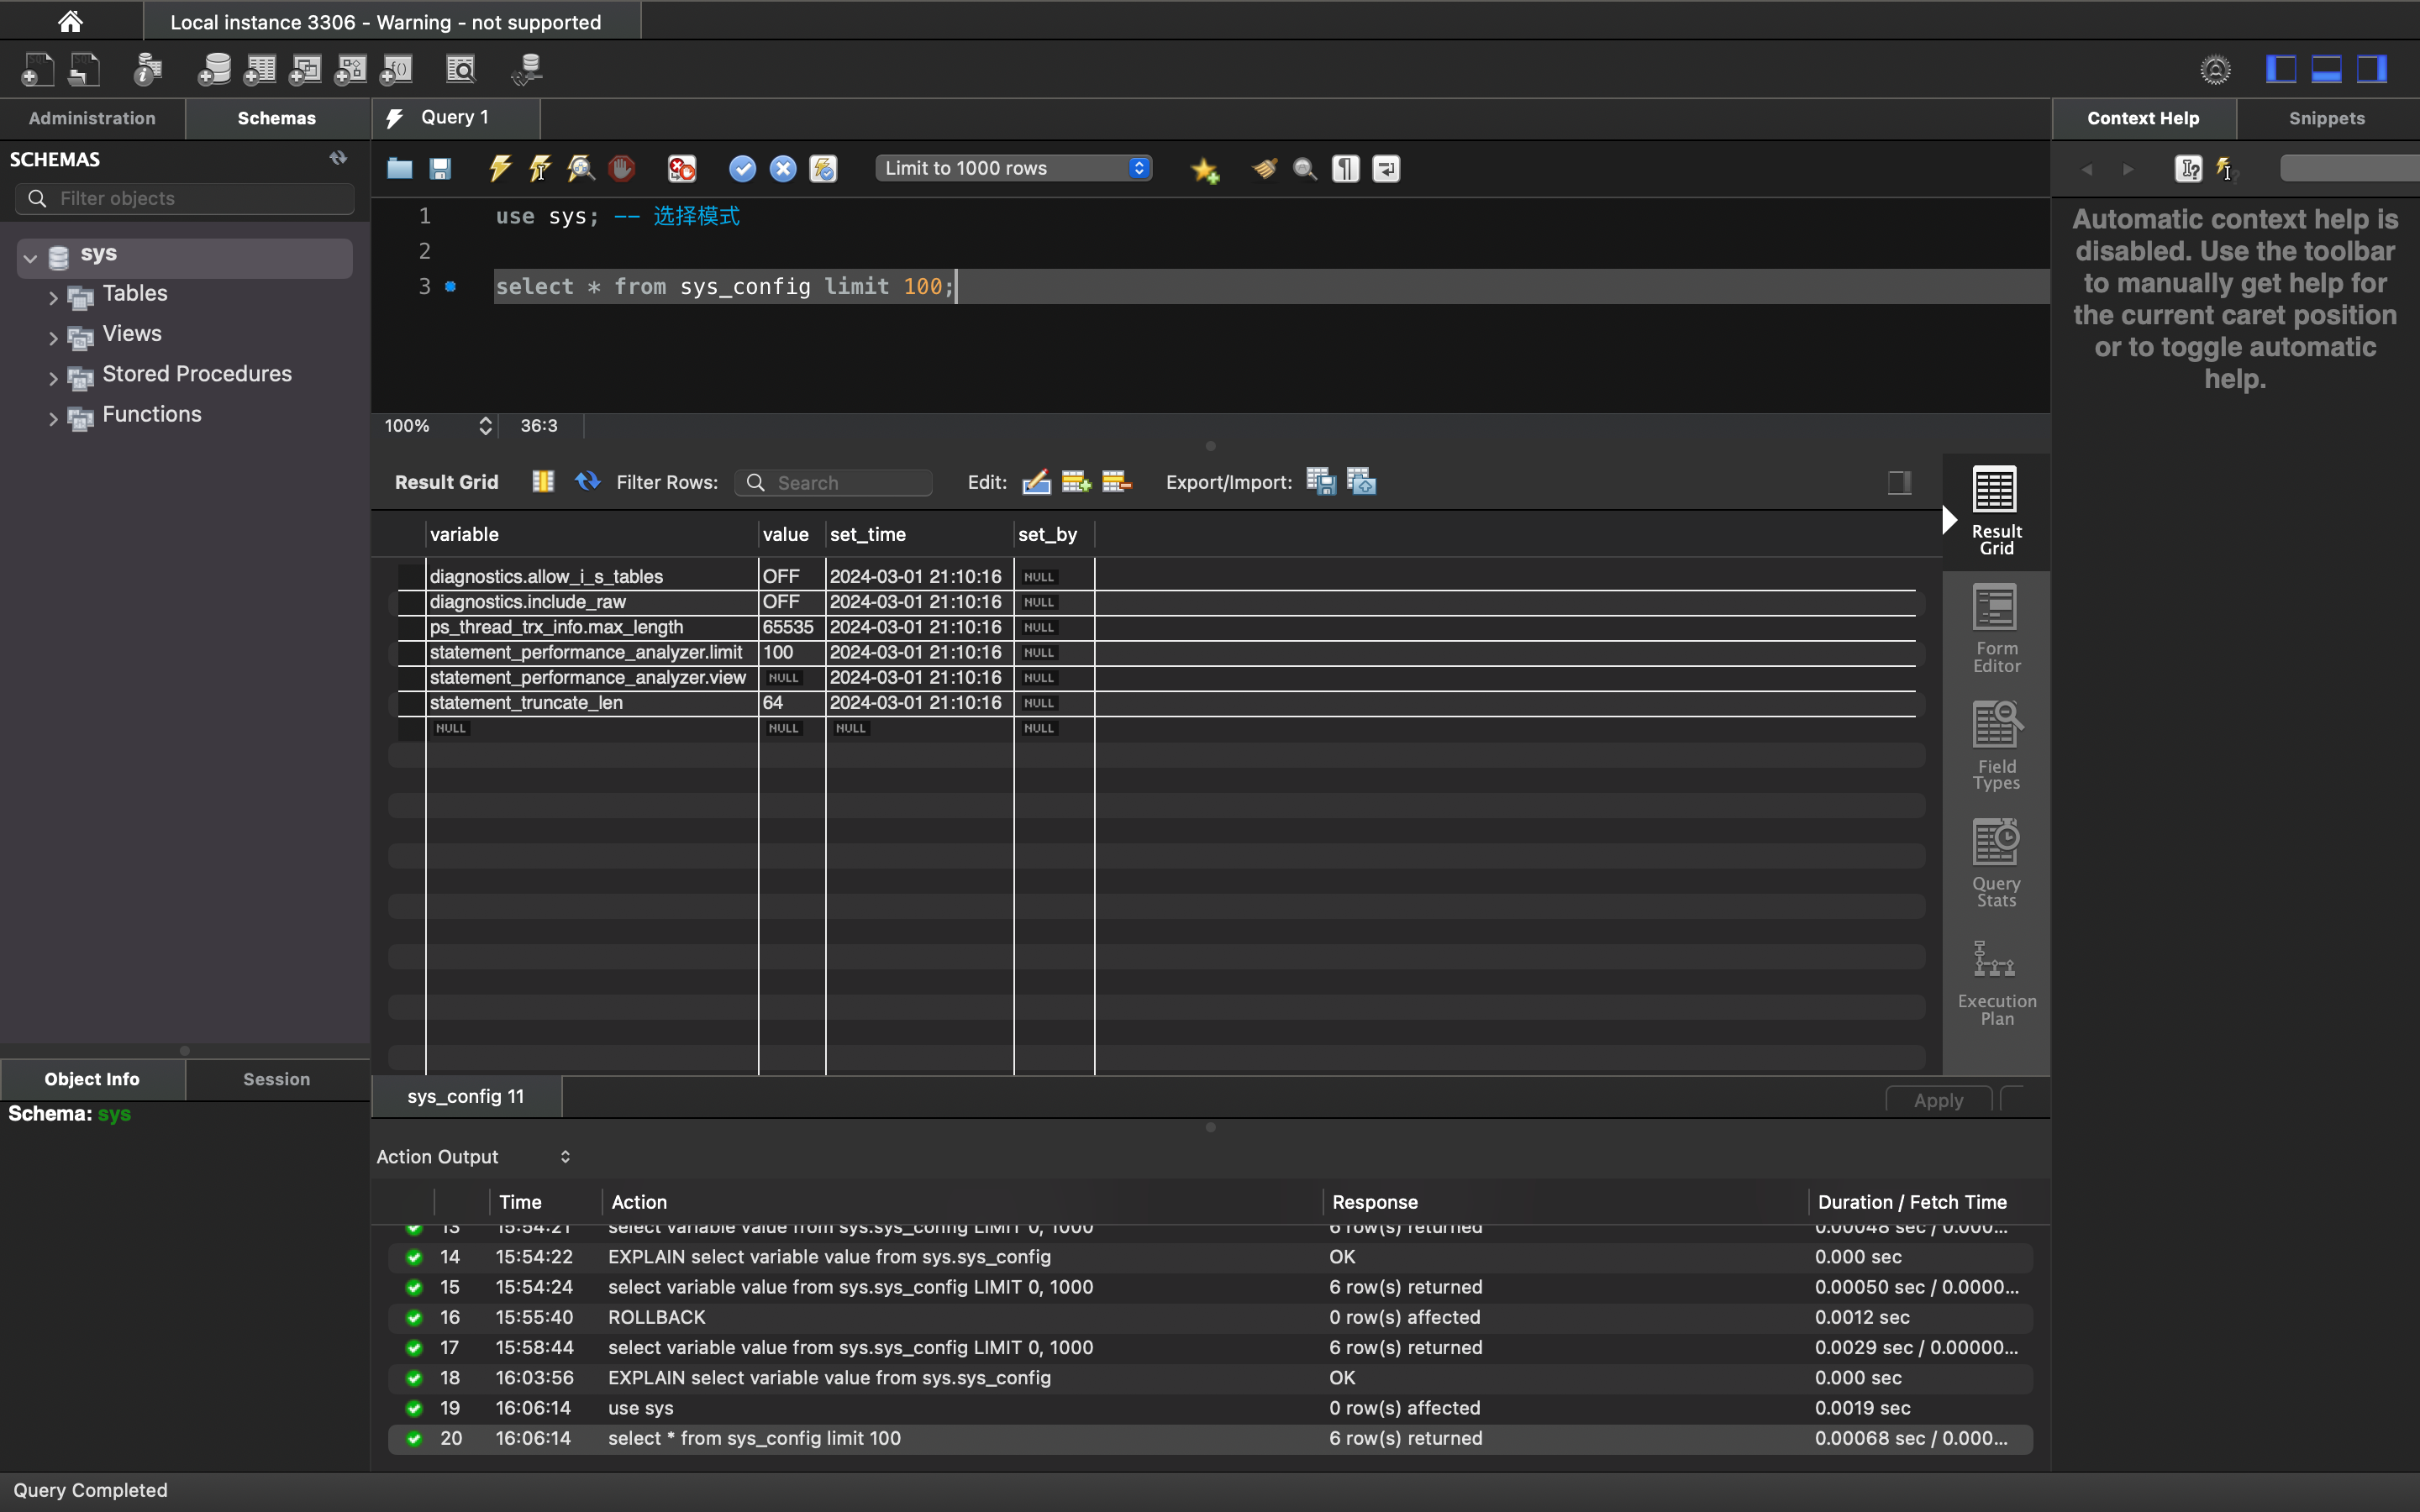 Local instance 3306 - Warning - not supported
Administration
Schemas
Query 1
Context Help
Snippets
SCHEMAS
Filter objects
sys
Tables
Views
Stored Procedures
Functions
Limit to 1000 rows
1 use sys; -- 选择模式
2
3 select * from sys_config limit 100;
100% 36:3
Automatic context help is
disabled. Use the toolbar
to manually get help for
the current caret position
or to toggle automatic
help.
Result Grid Filter Rows: Search Edit: Export/Import:
variable value set_time set_by
diagnostics.allow_i_s_tables OFF 2024-03-01 21:10:16 NULL
diagnostics.include_raw OFF 2024-03-01 21:10:16 NULL
ps_thread_trx_info.max_length 65535 2024-03-01 21:10:16 NULL
statement_performance_analyzer.limit 100 2024-03-01 21:10:16 NULL
statement_performance_analyzer.view NULL 2024-03-01 21:10:16 NULL
statement_truncate_len 64 2024-03-01 21:10:16 NULL
NULL NULL NULL NULL
Result
Grid
Form
Editor
Field
Types
Query
Stats
Execution
Plan
Object Info
Session
Schema: sys
sys_config 11
Apply
Action Output
Time Action Response Duration / Fetch Time
13 15:54:21 select variable value from sys.sys_config LIMIT 0, 1000 6 row(s) returned 0.00048 sec / 0.000...
14 15:54:22 EXPLAIN select variable value from sys.sys_config OK 0.000 sec
15 15:54:24 select variable value from sys.sys_config LIMIT 0, 1000 6 row(s) returned 0.00050 sec / 0.0000...
16 15:55:40 ROLLBACK 0 row(s) affected 0.0012 sec
17 15:58:44 select variable value from sys.sys_config LIMIT 0, 1000 6 row(s) returned 0.0029 sec / 0.00000...
18 16:03:56 EXPLAIN select variable value from sys.sys_config OK 0.000 sec
19 16:06:14 use sys 0 row(s) affected 0.0019 sec
20 16:06:14 select * from sys_config limit 100 6 row(s) returned 0.00068 sec / 0.000...
Query Completed